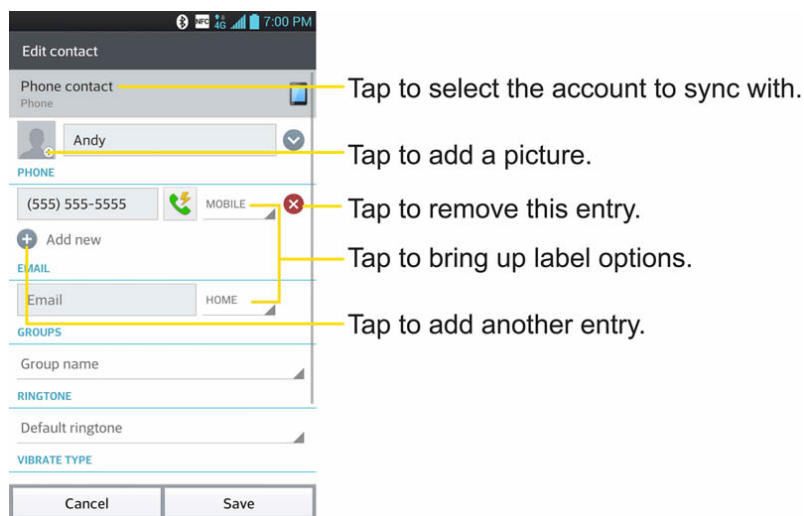 NFC 4G 7:00 PM
Edit contact
Phone contact
Phone
Tap to select the account to sync with.
Andy
Tap to add a picture.
PHONE
(555) 555-5555 MOBILE
Tap to remove this entry.
Add new
Tap to bring up label options.
EMAIL
Email HOME
Tap to add another entry.
GROUPS
Group name
RINGTONE
Default ringtone
VIBRATE TYPE
Cancel Save